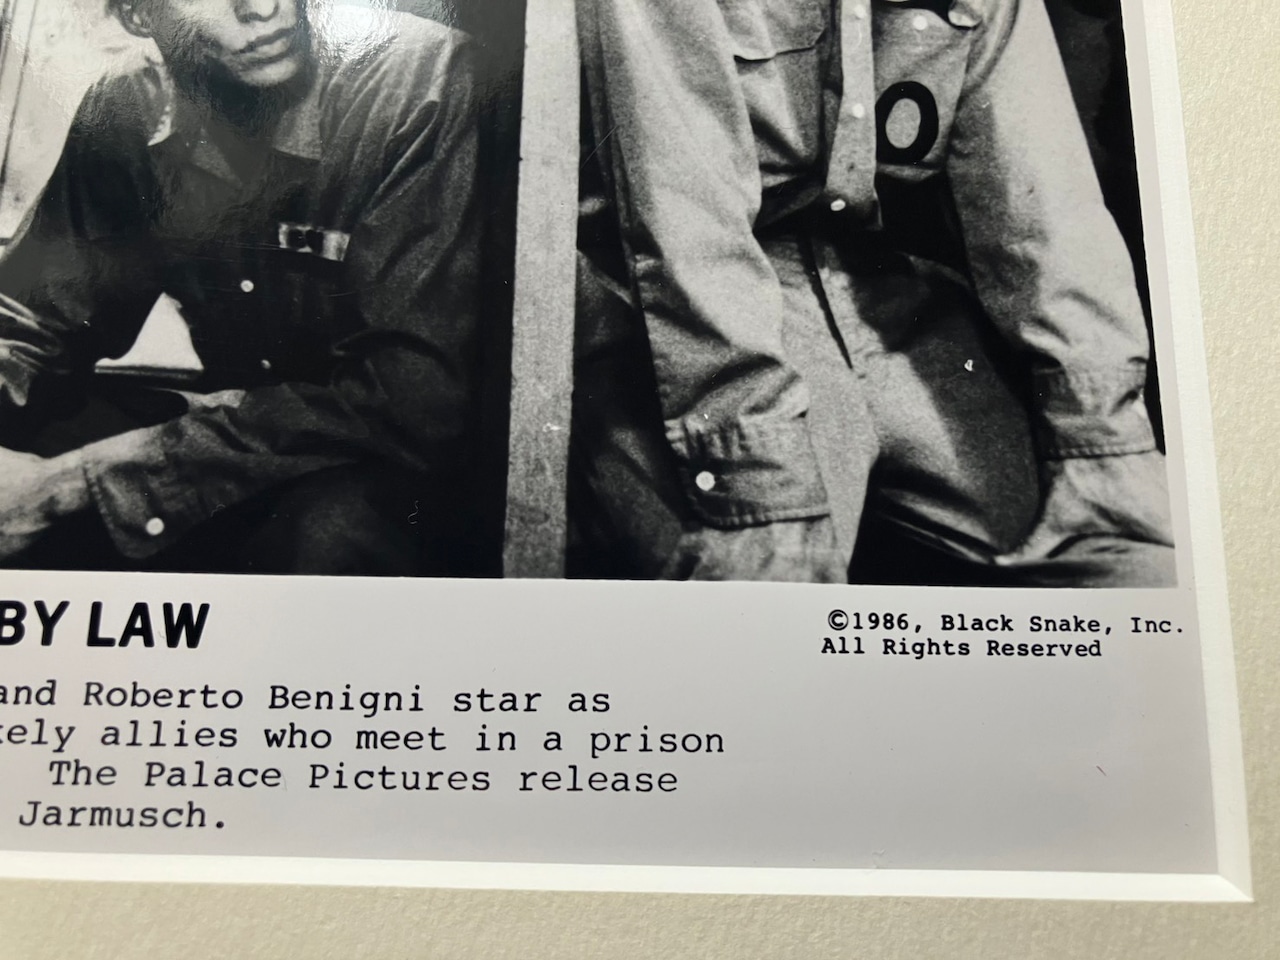 BY LAW
©1986, Black Snake, Inc.
All Rights Reserved
and Roberto Benigni star as
kely allies who meet in a prison
The Palace Pictures release
Jarmusch.